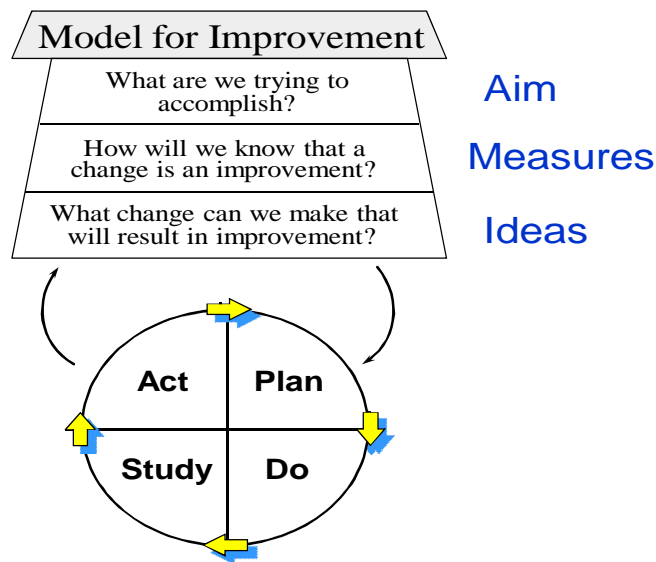 Model for Improvement
What are we trying to
accomplish?
Aim
How will we know that a
change is an improvement?
Measures
What change can we make that
will result in improvement?
Ideas
Act
Plan
Study
Do